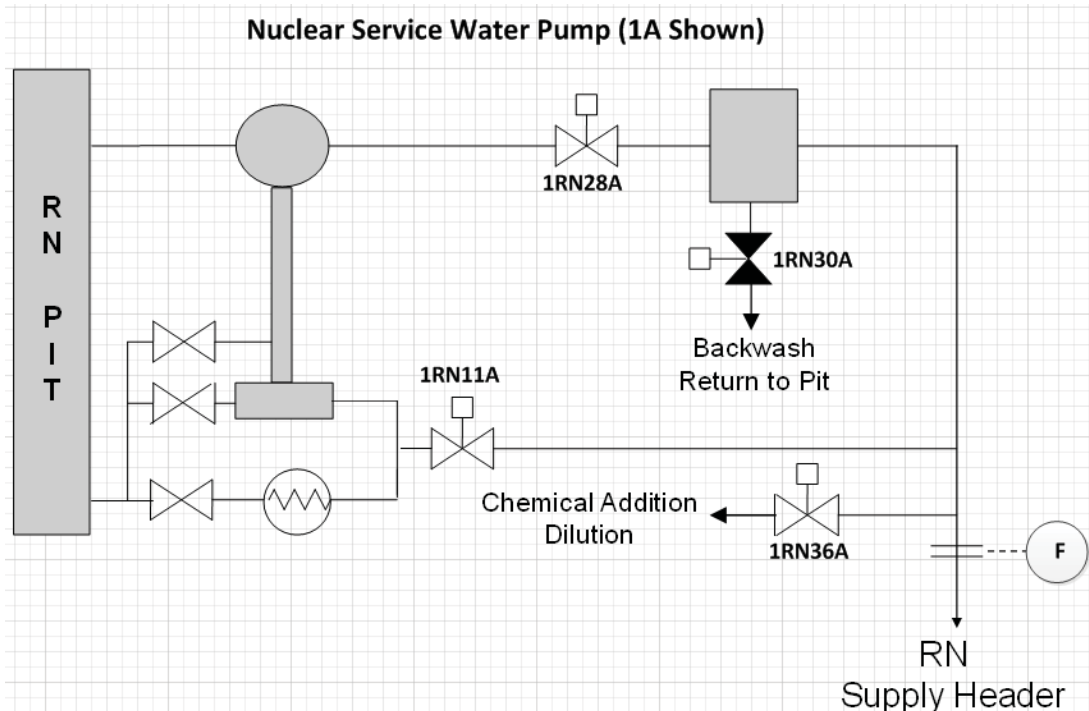 Nuclear Service Water Pump (1A Shown)
R
N
P
I
T
1RN28A
1RN30A
Backwash
Return to Pit
1RN11A
Chemical Addition
Dilution
1RN36A
F
RN
Supply Header